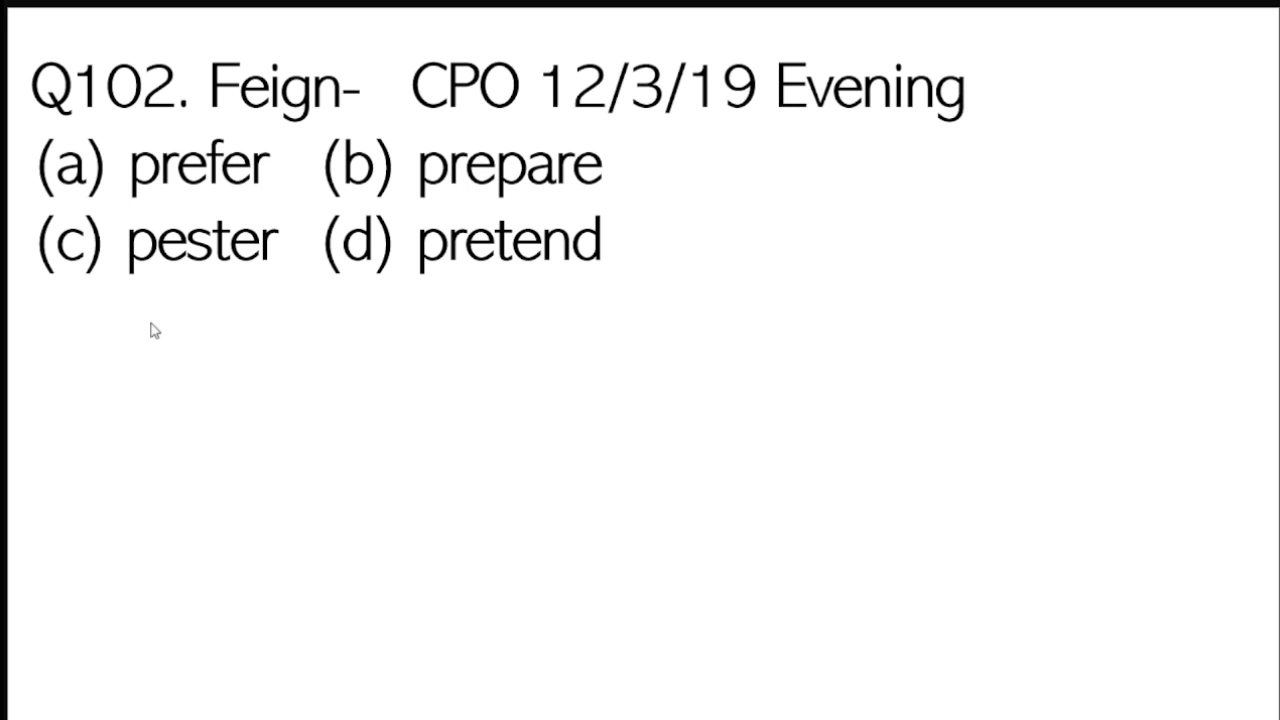 Q102. Feign- CPO 12/3/19 Evening
(a) prefer (b) prepare
(c) pester (d) pretend